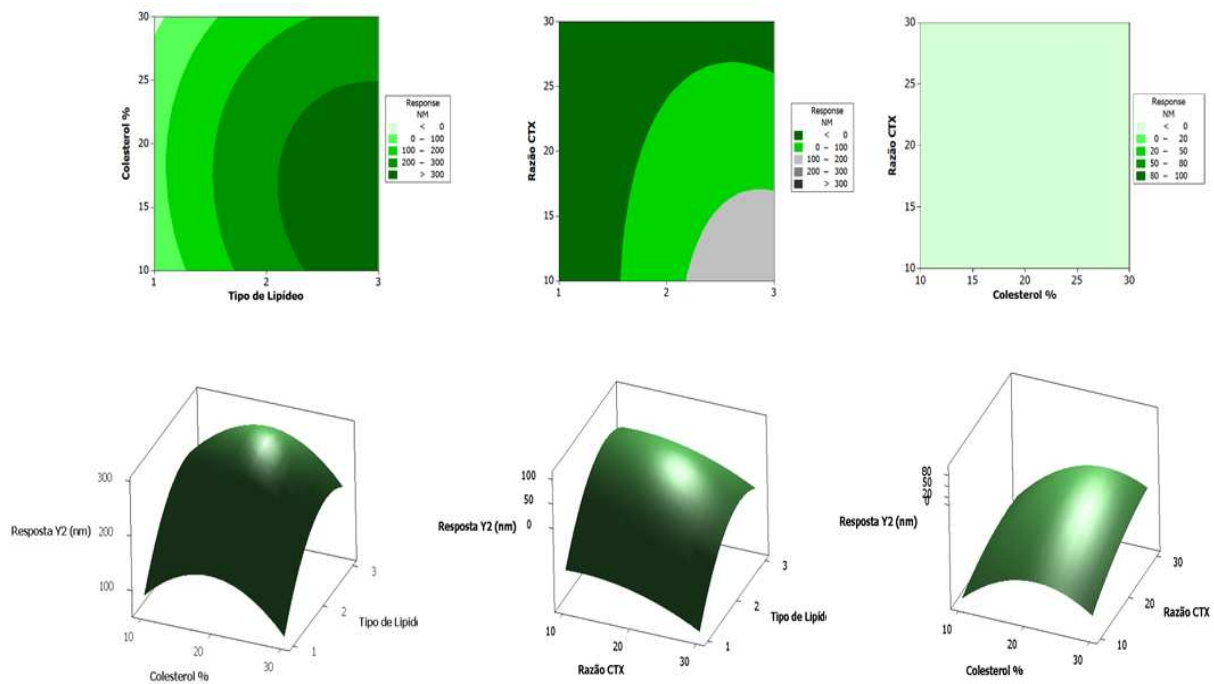 30
25
20
15
10
Colesterol %
1
2
3
Tipo de Lipídeo
Response
NM
< 0
0 – 100
100 – 200
200 – 300
> 300
30
25
20
15
10
Razão CTX
1
2
3
Response
NM
< 0
0 – 100
100 – 200
200 – 300
> 300
30
25
20
15
10
Razão CTX
10
15
20
25
30
Colesterol %
Response
NM
< 0
0 – 20
20 – 50
50 – 80
80 – 100
300
200
100
Resposta Y2 (nm)
10
20
30
Colesterol %
1
2
3
Tipo de Lipíd
100
50
0
Resposta Y2 (nm)
10
20
30
Razão CTX
1
2
3
Tipo de Lipíd
80
50
20
0
Resposta Y2 (nm)
10
20
30
Colesterol %
10
20
30
Razão CTX